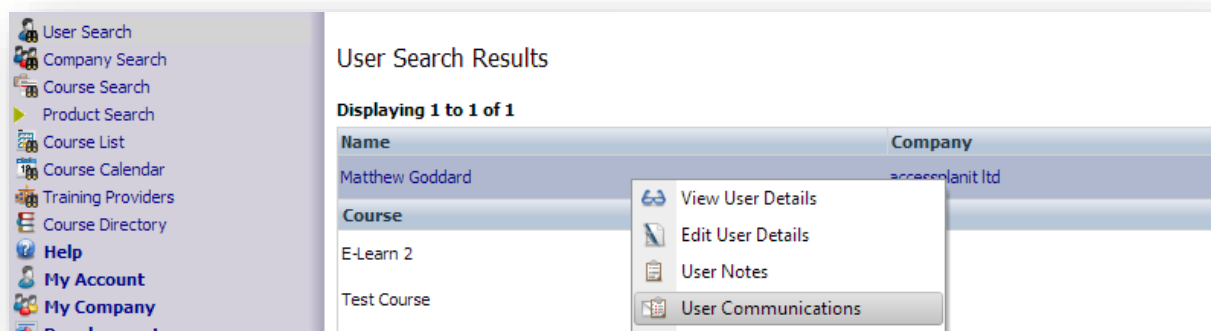 User Search
Company Search
Course Search
Product Search
Course List
Course Calendar
Training Providers
Course Directory
Help
My Account
My Company
User Search Results
Displaying 1 to 1 of 1
Name Company
Matthew Goddard accessplanit ltd
Course
E-Learn 2
Test Course
View User Details
Edit User Details
User Notes
User Communications